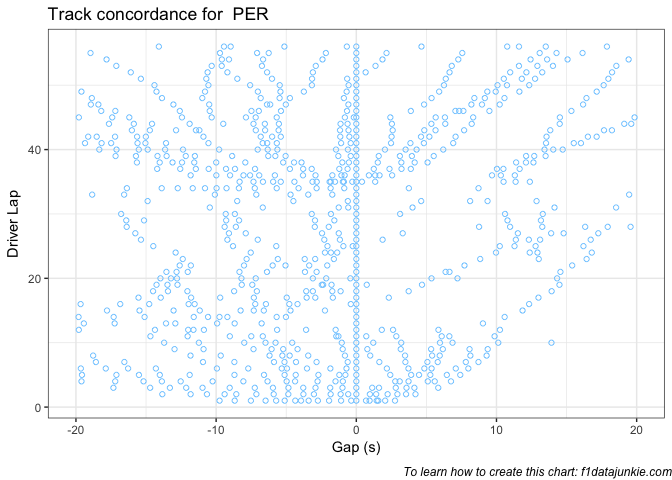 Track concordance for  PER
Driver Lap
40
20
0
-20
-10
0
10
20
Gap (s)
To learn how to create this chart: f1datajunkie.com